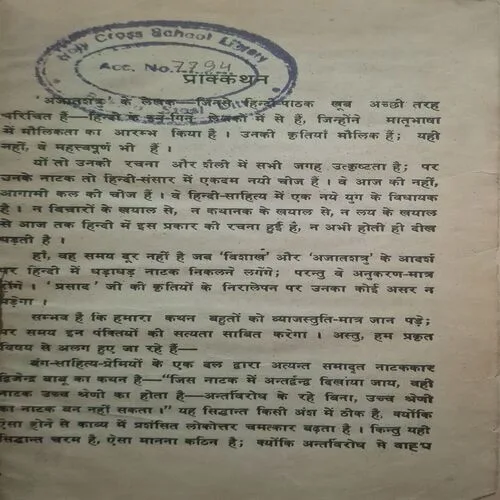 Holy Cross School Library
Acc. No. 7794
प्राक्कथन
'अजातशत्रु' के लेखक—जिनसे हिन्दी-पाठक खूब अच्छी तरह
परिचित हैं—हिन्दी के इने-गिने लेखकों में से हैं, जिन्होंने मातृभाषा
में मौलिकता का आरम्भ किया है । उनकी कृतियां मौलिक हैं; यही
नहीं, वे महत्त्वपूर्ण भी हैं ।
यों तो उनकी रचना और शैली में सभी जगह उत्कृष्टता है; पर
उनके नाटक तो हिन्दी-संसार में एकदम नयी चीज हैं । वे आज की नहीं,
आगामी कल की चीज हैं । वे हिन्दी-साहित्य में एक नये युग के विधायक
हैं । न विचारों के खयाल से, न कथानक के खयाल से, न लय के खयाल
से आज तक हिन्दी में इस प्रकार की रचना हुई है, न अभी होती ही दीख
पड़ती है ।
हां, वह समय दूर नहीं है जब 'विशाख' और 'अजातशत्रु' के आदर्श
पर हिन्दी में धड़ाधड़ नाटक निकलने लगेंगे; परन्तु वे अनुकरण-मात्र
होंगे । 'प्रसाद' जी की कृतियों के निरालेपन पर उनका कोई असर न
पड़ेगा ।
सम्भव है कि हमारा कथन बहुतों को व्याजस्तुति-मात्र जान पड़े;
पर समय इन पंक्तियों की सत्यता साबित करेगा । अस्तु, हम प्रकृत
विषय से अलग हुए जा रहे हैं—
बंग-साहित्य-प्रेमियों के एक दल द्वारा अत्यन्त समादृत नाटककार
द्विजेन्द्र बाबू का कथन है—"जिस नाटक में अन्तर्द्वन्द्व दिखाया जाय, वही
नाटक उच्च श्रेणी का होता है—अन्तर्विरोध के रहे बिना, उच्च श्रेणी
का नाटक बन नहीं सकता ।" यह सिद्धान्त किसी अंश में ठीक है, क्योंकि
ऐसा होने से काव्य में प्रशंसित लोकोत्तर चमत्कार बढ़ता है । किन्तु यही
सिद्धान्त चरम है, ऐसा मानना कठिन है; क्योंकि अन्तर्विरोध से वाह्य